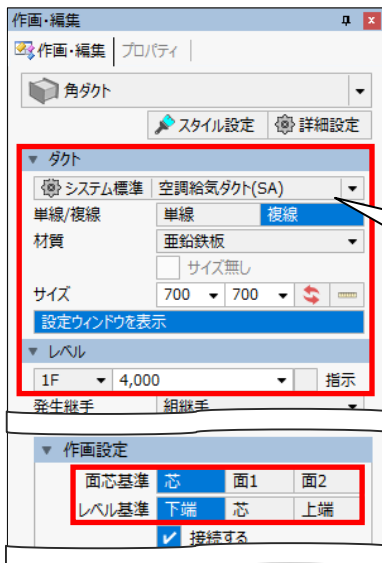 作画・編集
作画・編集 プロパティ
角ダクト
スタイル設定 詳細設定
ダクト
システム標準 空調給気ダクト(SA)
単線/複線 単線 複線
材質 亜鉛鉄板
サイズ無し
サイズ 700 700
設定ウィンドウを表示
レベル
1F 4,000 指示
発生継手 組継手
作画設定
面芯基準 芯 面1 面2
レベル基準 下端 芯 上端
接続する